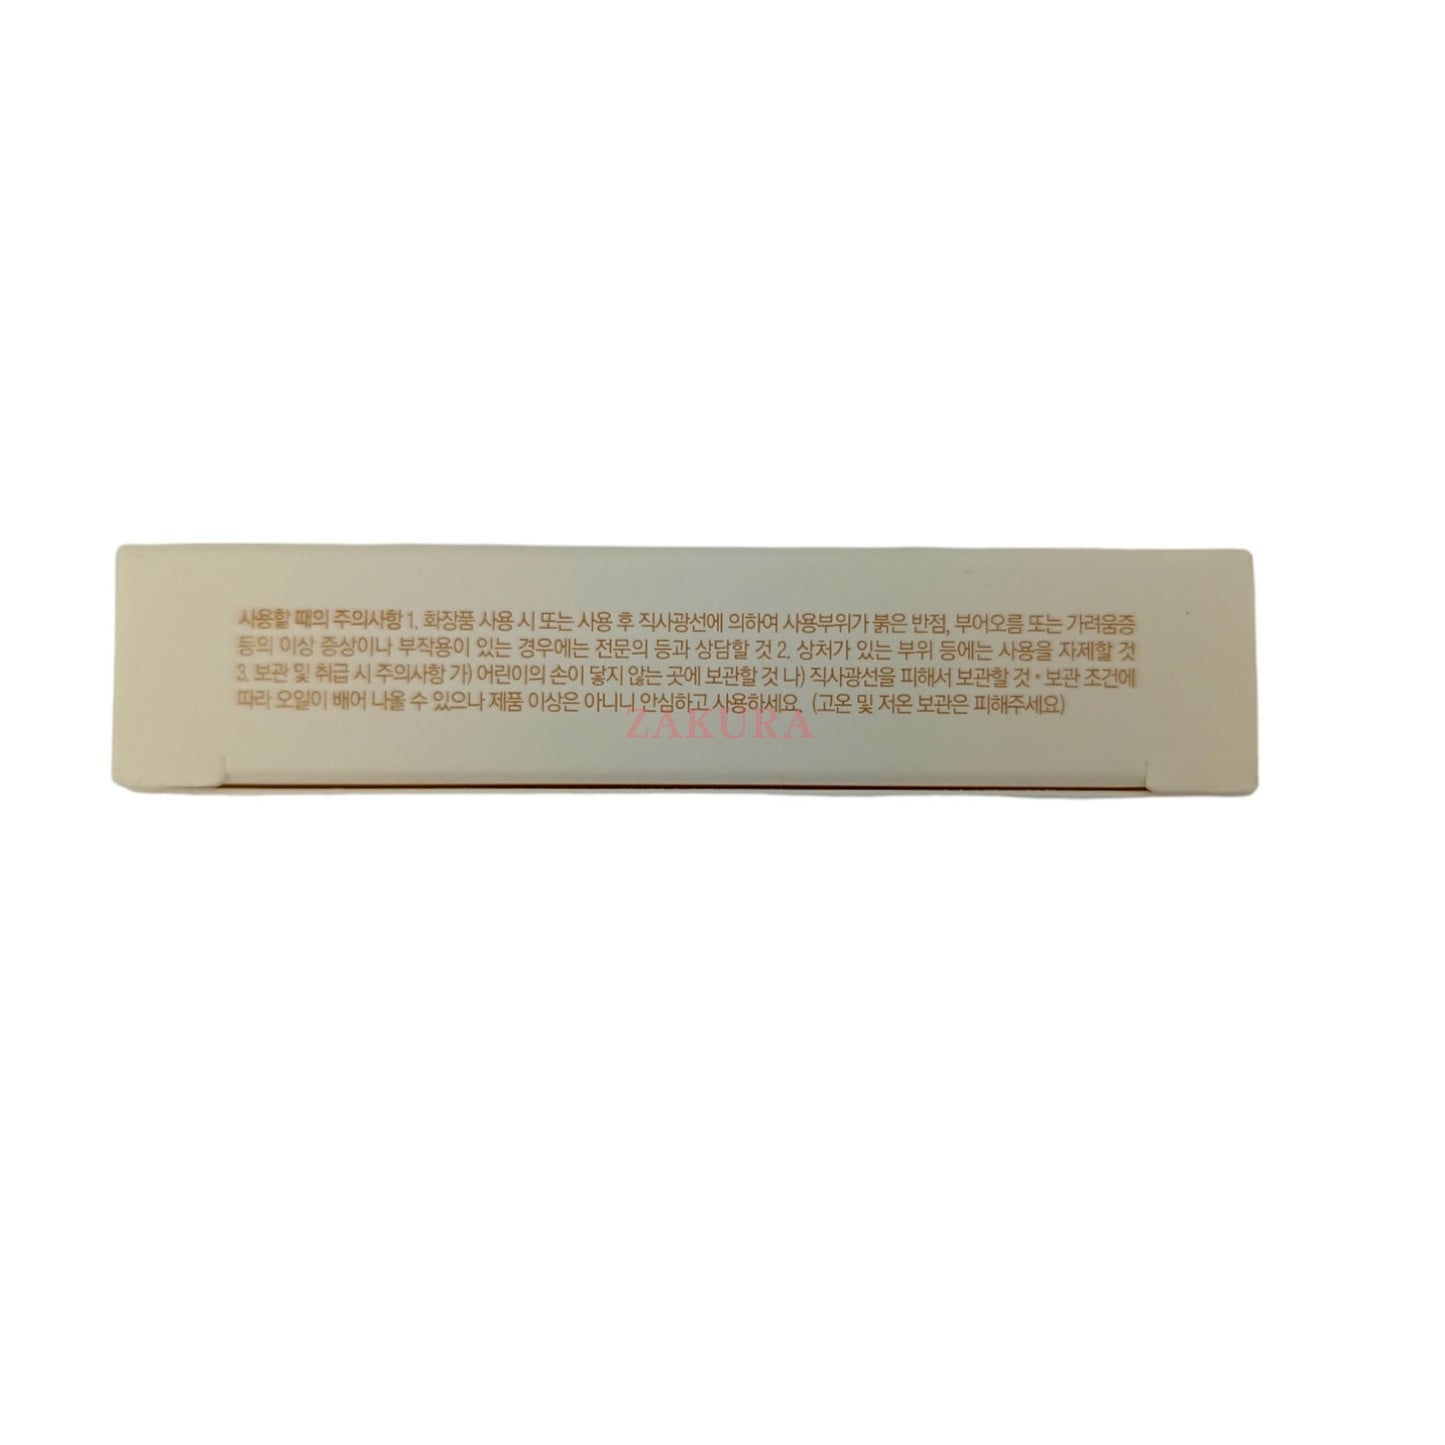 사용할 때의 주의사항 1. 화장품 사용 시 또는 사용 후 직사광선에 의하여 사용부위가 붉은 반점, 부어오름 또는 가려움증
등의 이상 증상이나 부작용이 있는 경우에는 전문의 등과 상담할 것 2. 상처가 있는 부위 등에는 사용을 자제할 것
3. 보관 및 취급 시 주의사항 가) 어린이의 손이 닿지 않는 곳에 보관할 것 나) 직사광선을 피해서 보관할 것 • 보관 조건에
따라 오일이 배어 나올 수 있으나 제품 이상은 아니니 안심하고 사용하세요. (고온 및 저온 보관은 피해주세요)
ZAKURA